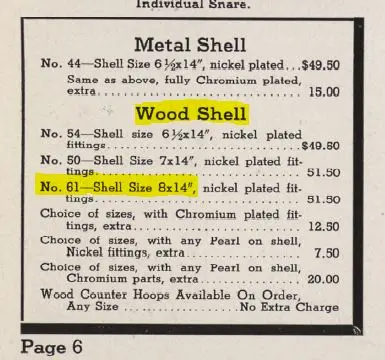 Individual Snare.
Metal Shell
No. 44—Shell Size 6½x14", nickel plated...$49.50
Same as above, fully Chromium plated,
extra.................................. 15.00
Wood Shell
No. 54—Shell size 6½x14", nickel plated
fittings.................................$49.50
No. 50—Shell Size 7x14", nickel plated fit-
tings.................................... 51.50
No. 61—Shell Size 8x14", nickel plated fit-
tings.................................... 51.50
Choice of sizes, with Chromium plated fit-
tings, extra............................ 12.50
Choice of sizes, with any Pearl on shell,
Nickel fittings, extra.................. 7.50
Choice of sizes, with any Pearl on shell,
Chromium parts, extra............... 20.00
Wood Counter Hoops Available On Order,
Any Size ....................No Extra Charge
Page 6